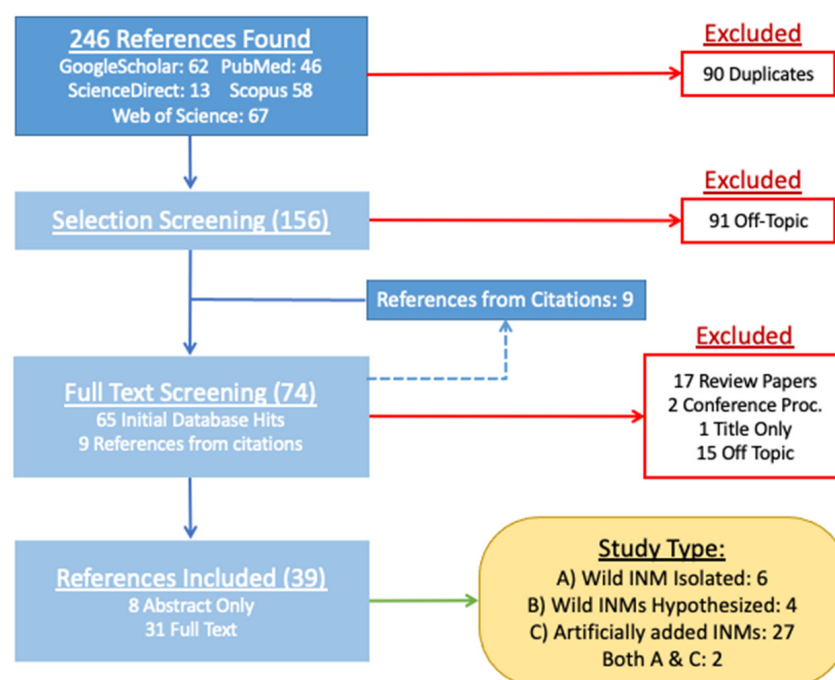 246 References Found
GoogleScholar: 62 PubMed: 46
ScienceDirect: 13 Scopus 58
Web of Science: 67
Excluded
90 Duplicates
Selection Screening (156)
Excluded
91 Off-Topic
References from Citations: 9
Full Text Screening (74)
65 Initial Database Hits
9 References from citations
Excluded
17 Review Papers
2 Conference Proc.
1 Title Only
15 Off Topic
References Included (39)
8 Abstract Only
31 Full Text
Study Type:
A) Wild INM Isolated: 6
B) Wild INMs Hypothesized: 4
C) Artificially added INMs: 27
Both A & C: 2